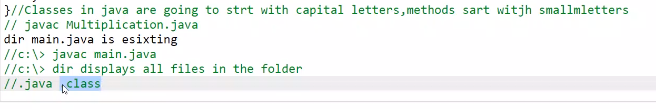 }//Classes in java are going to strt with capital letters,methods sart witjh smallmletters
// javac Multiplication.java
dir main.java is esixting
//c:\> javac main.java
//c:\> dir displays all files in the folder
//.java .class